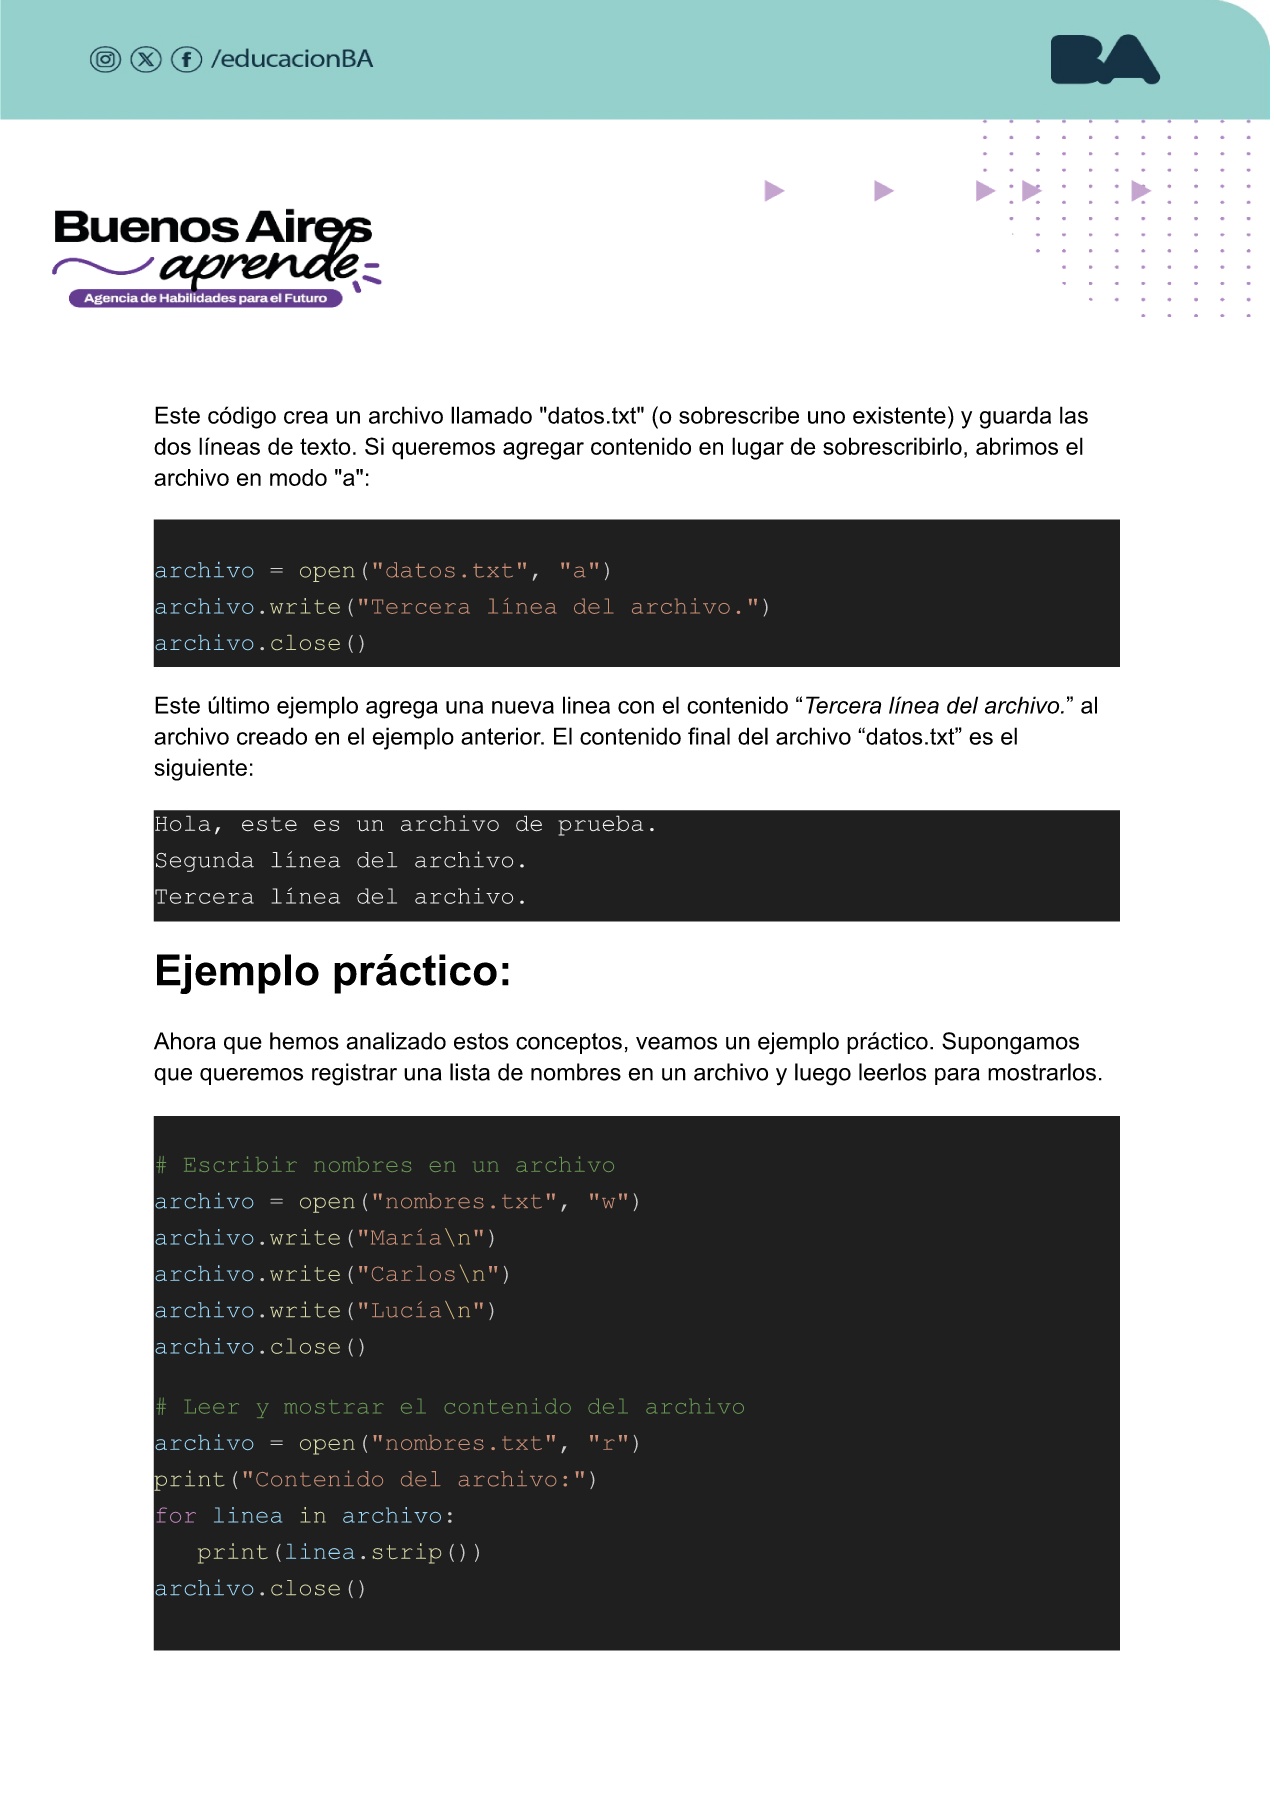 /educacionBA
BA
Buenos Aires
aprende
Agencia de Habilidades para el Futuro
Este código crea un archivo llamado "datos.txt" (o sobrescribe uno existente) y guarda las
dos líneas de texto. Si queremos agregar contenido en lugar de sobrescribirlo, abrimos el
archivo en modo "a":
archivo = open("datos.txt", "a")
archivo.write("Tercera línea del archivo.")
archivo.close()
Este último ejemplo agrega una nueva linea con el contenido “Tercera línea del archivo.” al
archivo creado en el ejemplo anterior. El contenido final del archivo “datos.txt” es el
siguiente:
Hola, este es un archivo de prueba.
Segunda línea del archivo.
Tercera línea del archivo.
Ejemplo práctico:
Ahora que hemos analizado estos conceptos, veamos un ejemplo práctico. Supongamos
que queremos registrar una lista de nombres en un archivo y luego leerlos para mostrarlos.
# Escribir nombres en un archivo
archivo = open("nombres.txt", "w")
archivo.write("María\n")
archivo.write("Carlos\n")
archivo.write("Lucía\n")
archivo.close()
# Leer y mostrar el contenido del archivo
archivo = open("nombres.txt", "r")
print("Contenido del archivo:")
for linea in archivo:
   print(linea.strip())
archivo.close()